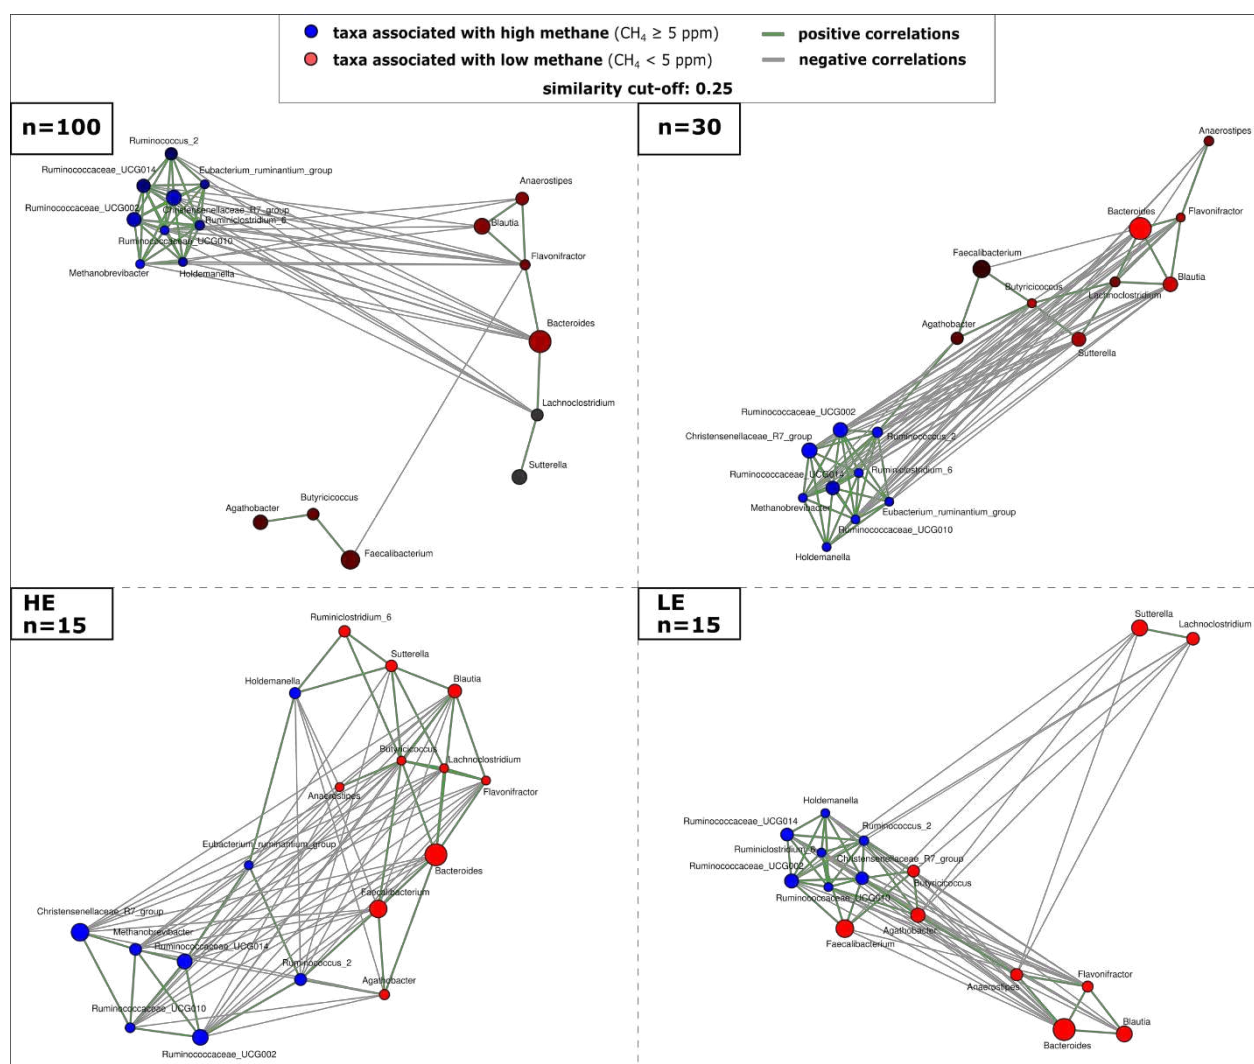 taxa associated with high methane (CH₄ ≥ 5 ppm)
positive correlations
taxa associated with low methane (CH₄ < 5 ppm)
negative correlations
similarity cut-off: 0.25
n=100
Ruminococcus_2
Ruminococcaceae_UCG014
Eubacterium_ruminantium_group
Anaerostipes
Ruminococcaceae_UCG002
Christensenellaceae_R7_group
Ruminiclostridium_6
Blautia
Ruminococcaceae_UCG010
Methanobrevibacter
Holdemanella
Flavonifractor
Bacteroides
Lachnoclostridium
Sutterella
Butyricicoccus
Agathobacter
Faecalibacterium
n=30
Anaerostipes
Bacteroides
Flavonifractor
Faecalibacterium
Butyricicoccus
Blautia
Lachnoclostridium
Agathobacter
Sutterella
Ruminococcaceae_UCG002
Christensenellaceae_R7_group
Ruminococcus_2
Ruminococcaceae_UCG014
Ruminiclostridium_6
Methanobrevibacter
Eubacterium_ruminantium_group
Ruminococcaceae_UCG010
Holdemanella
HE
n=15
Ruminiclostridium_6
Sutterella
Holdemanella
Blautia
Butyricicoccus
Lachnoclostridium
Anaerostipes
Flavonifractor
Eubacterium_ruminantium_group
Bacteroides
Faecalibacterium
Christensenellaceae_R7_group
Methanobrevibacter
Ruminococcaceae_UCG014
Ruminococcus_2
Agathobacter
Ruminococcaceae_UCG010
Ruminococcaceae_UCG002
LE
n=15
Sutterella
Lachnoclostridium
Holdemanella
Ruminococcaceae_UCG014
Ruminococcus_2
Ruminiclostridium_6
Christensenellaceae_R7_group
Ruminococcaceae_UCG002
Butyricicoccus
Ruminococcaceae_UCG010
Agathobacter
Faecalibacterium
Flavonifractor
Anaerostipes
Bacteroides
Blautia